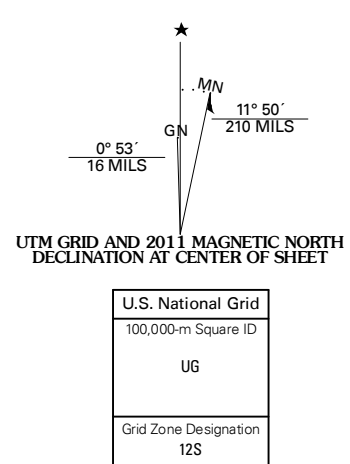 ★
MN
GN
11° 50´
210 MILS
0° 53´
16 MILS
UTM GRID AND 2011 MAGNETIC NORTH
DECLINATION AT CENTER OF SHEET
U.S. National Grid
100,000-m Square ID
UG
Grid Zone Designation
12S